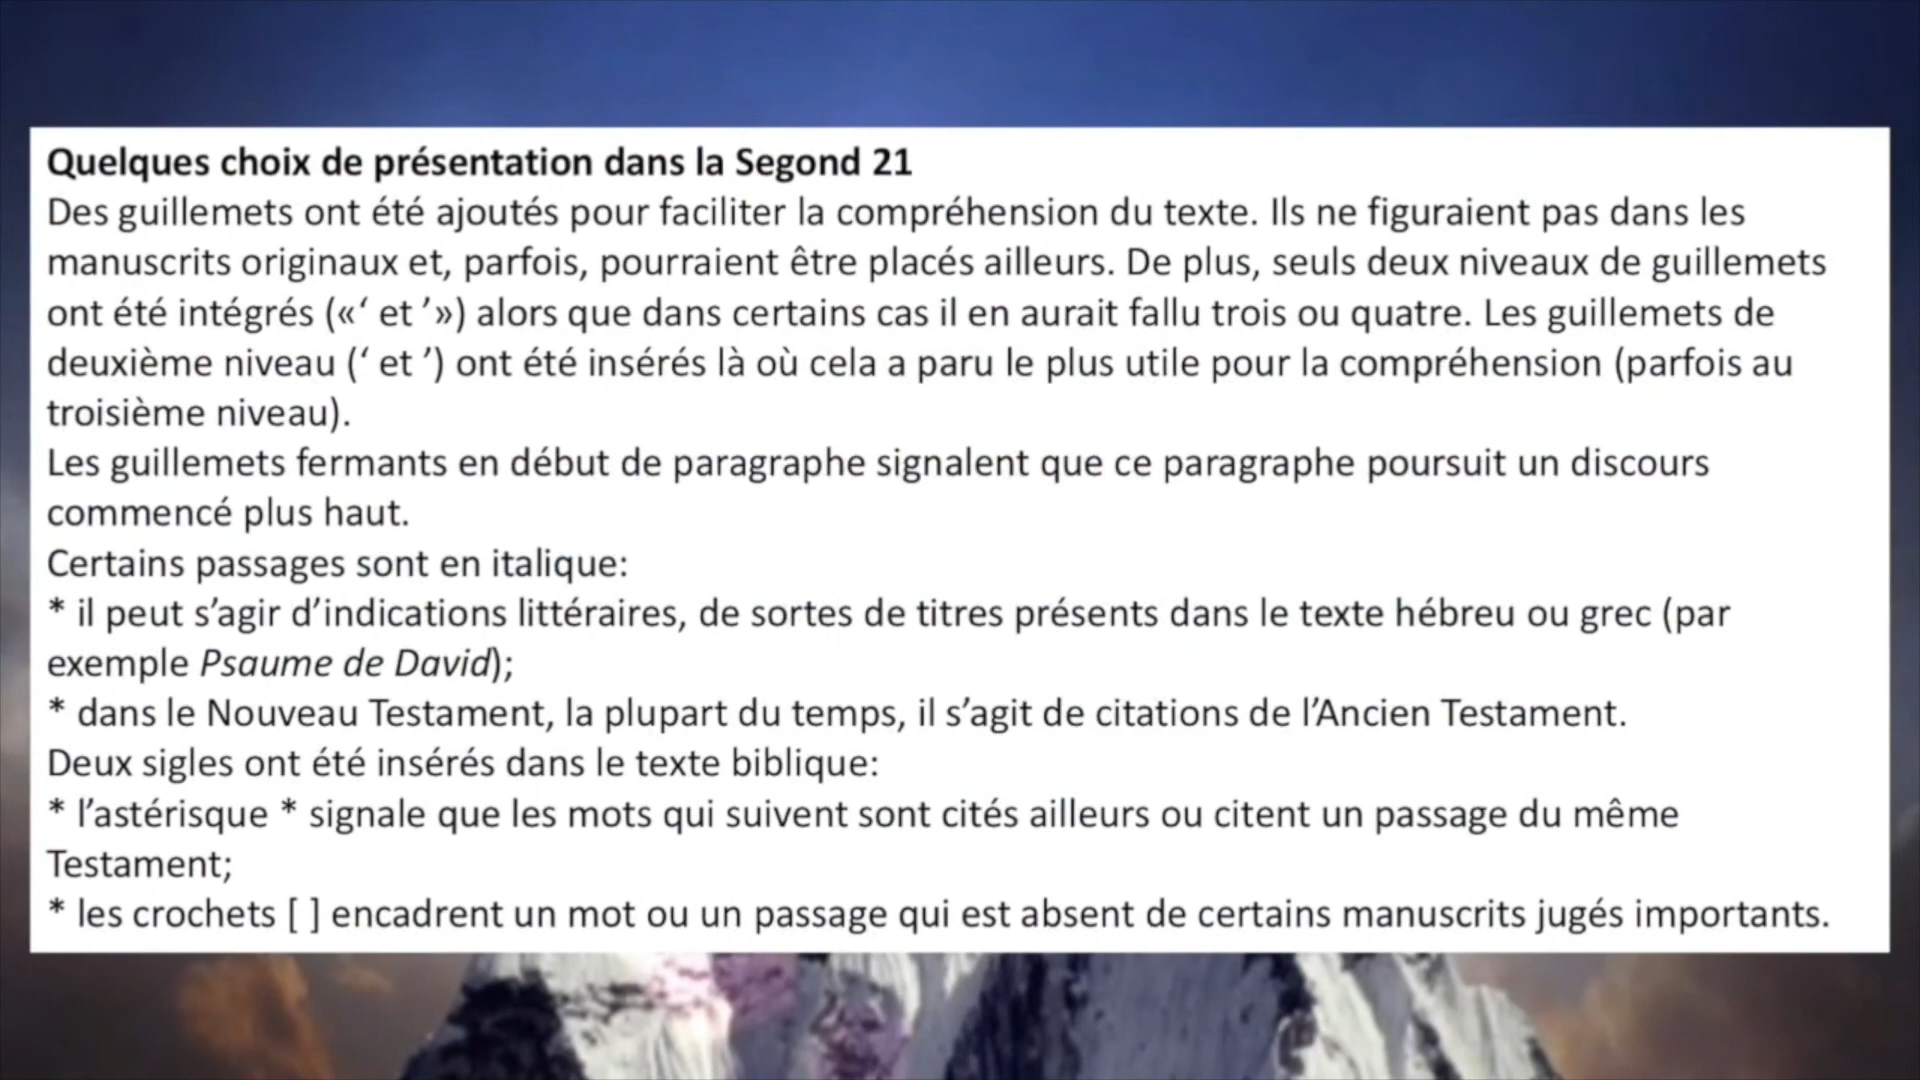 Quelques choix de présentation dans la Segond 21
Des guillemets ont été ajoutés pour faciliter la compréhension du texte. Ils ne figuraient pas dans les
manuscrits originaux et, parfois, pourraient être placés ailleurs. De plus, seuls deux niveaux de guillemets
ont été intégrés («‘ et ’») alors que dans certains cas il en aurait fallu trois ou quatre. Les guillemets de
deuxième niveau (‘ et ’) ont été insérés là où cela a paru le plus utile pour la compréhension (parfois au
troisième niveau).
Les guillemets fermants en début de paragraphe signalent que ce paragraphe poursuit un discours
commencé plus haut.
Certains passages sont en italique:
* il peut s’agir d’indications littéraires, de sortes de titres présents dans le texte hébreu ou grec (par
exemple Psaume de David);
* dans le Nouveau Testament, la plupart du temps, il s’agit de citations de l’Ancien Testament.
Deux sigles ont été insérés dans le texte biblique:
* l’astérisque * signale que les mots qui suivent sont cités ailleurs ou citent un passage du même
Testament;
* les crochets [ ] encadrent un mot ou un passage qui est absent de certains manuscrits jugés importants.